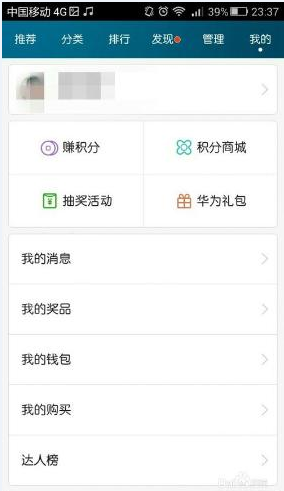 中国移动 4G 39% 23:37
推荐 分类 排行 发现 管理 我的
赚积分 积分商城
抽奖活动 华为礼包
我的消息
我的奖品
我的钱包
我的购买
达人榜